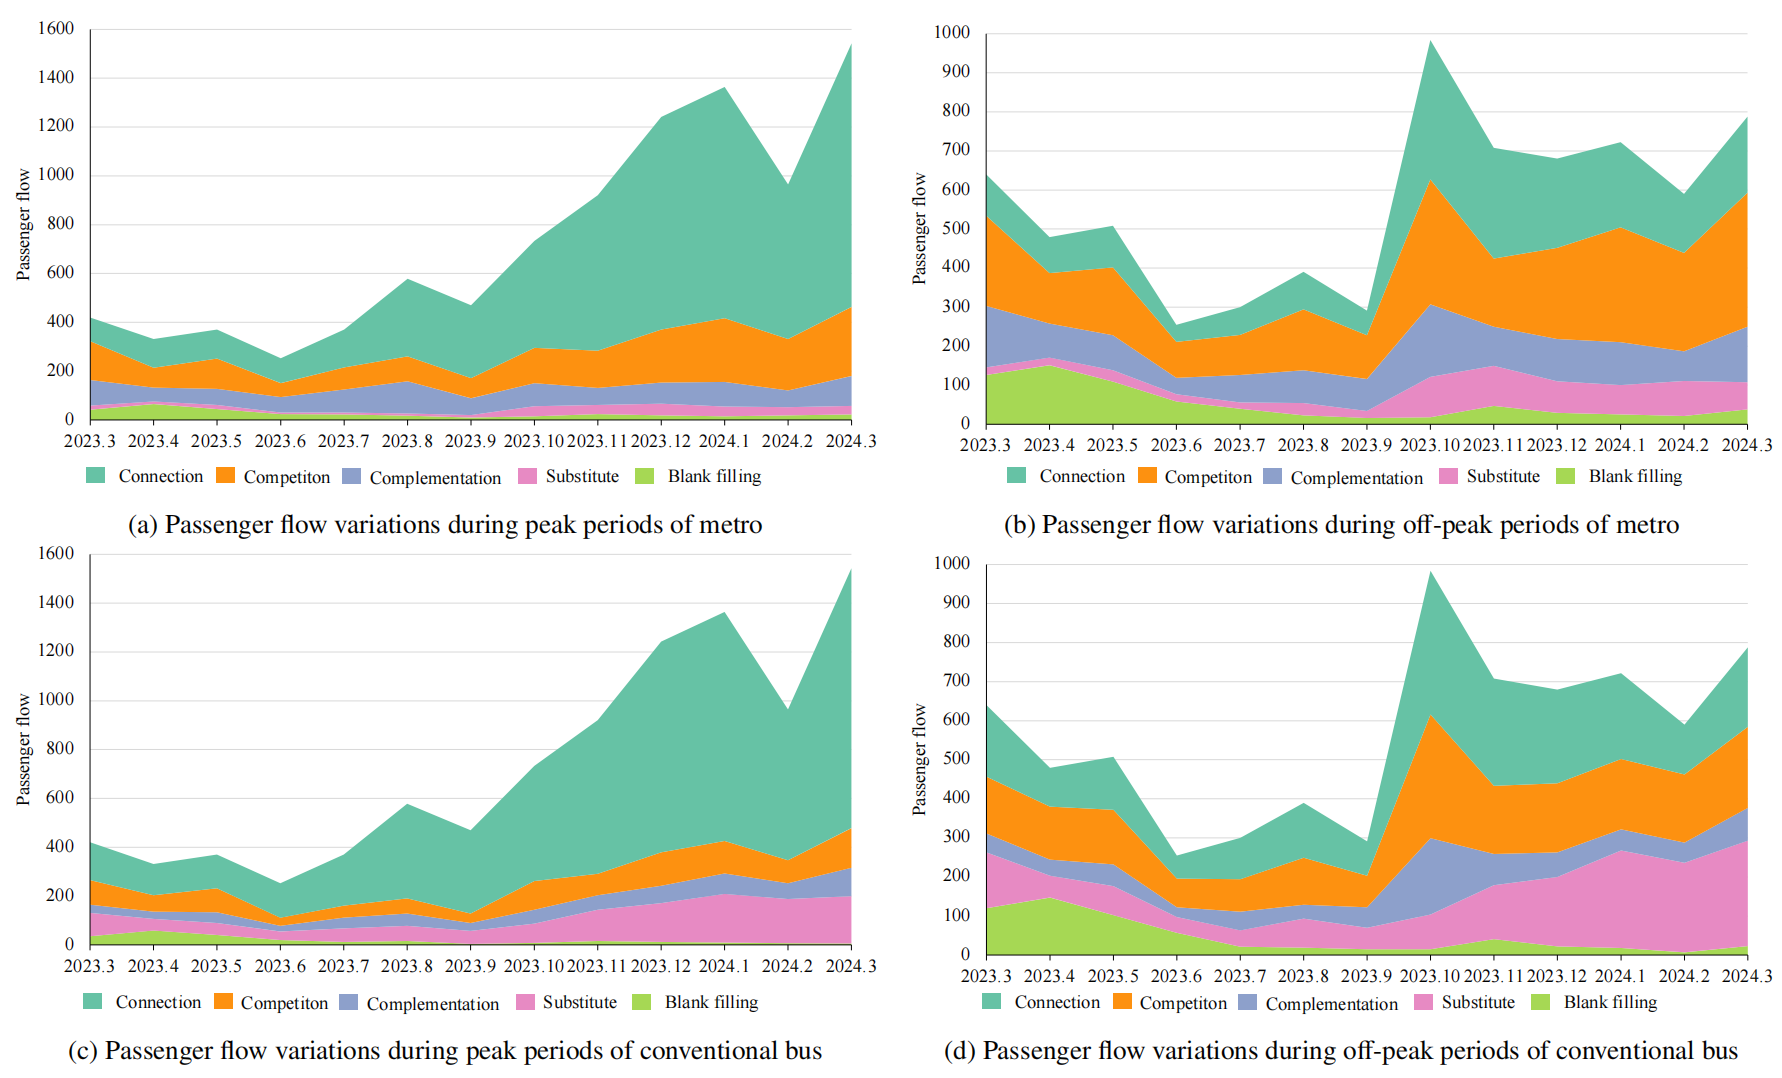 1600
1400
1200
1000
800
600
400
200
0
Passenger flow
2023.3 2023.4 2023.5 2023.6 2023.7 2023.8 2023.9 2023.10 2023.11 2023.12 2024.1 2024.2 2024.3
Connection Competiton Complementation Substitute Blank filling
(a) Passenger flow variations during peak periods of metro
1000
900
800
700
600
500
400
300
200
100
0
Passenger flow
2023.3 2023.4 2023.5 2023.6 2023.7 2023.8 2023.9 2023.10 2023.11 2023.12 2024.1 2024.2 2024.3
Connection Competiton Complementation Substitute Blank filling
(b) Passenger flow variations during off-peak periods of metro
1600
1400
1200
1000
800
600
400
200
0
Passenger flow
2023.3 2023.4 2023.5 2023.6 2023.7 2023.8 2023.9 2023.10 2023.11 2023.12 2024.1 2024.2 2024.3
Connection Competiton Complementation Substitute Blank filling
(c) Passenger flow variations during peak periods of conventional bus
1000
900
800
700
600
500
400
300
200
100
0
Passenger flow
2023.3 2023.4 2023.5 2023.6 2023.7 2023.8 2023.9 2023.10 2023.11 2023.12 2024.1 2024.2 2024.3
Connection Competiton Complementation Substitute Blank filling
(d) Passenger flow variations during off-peak periods of conventional bus